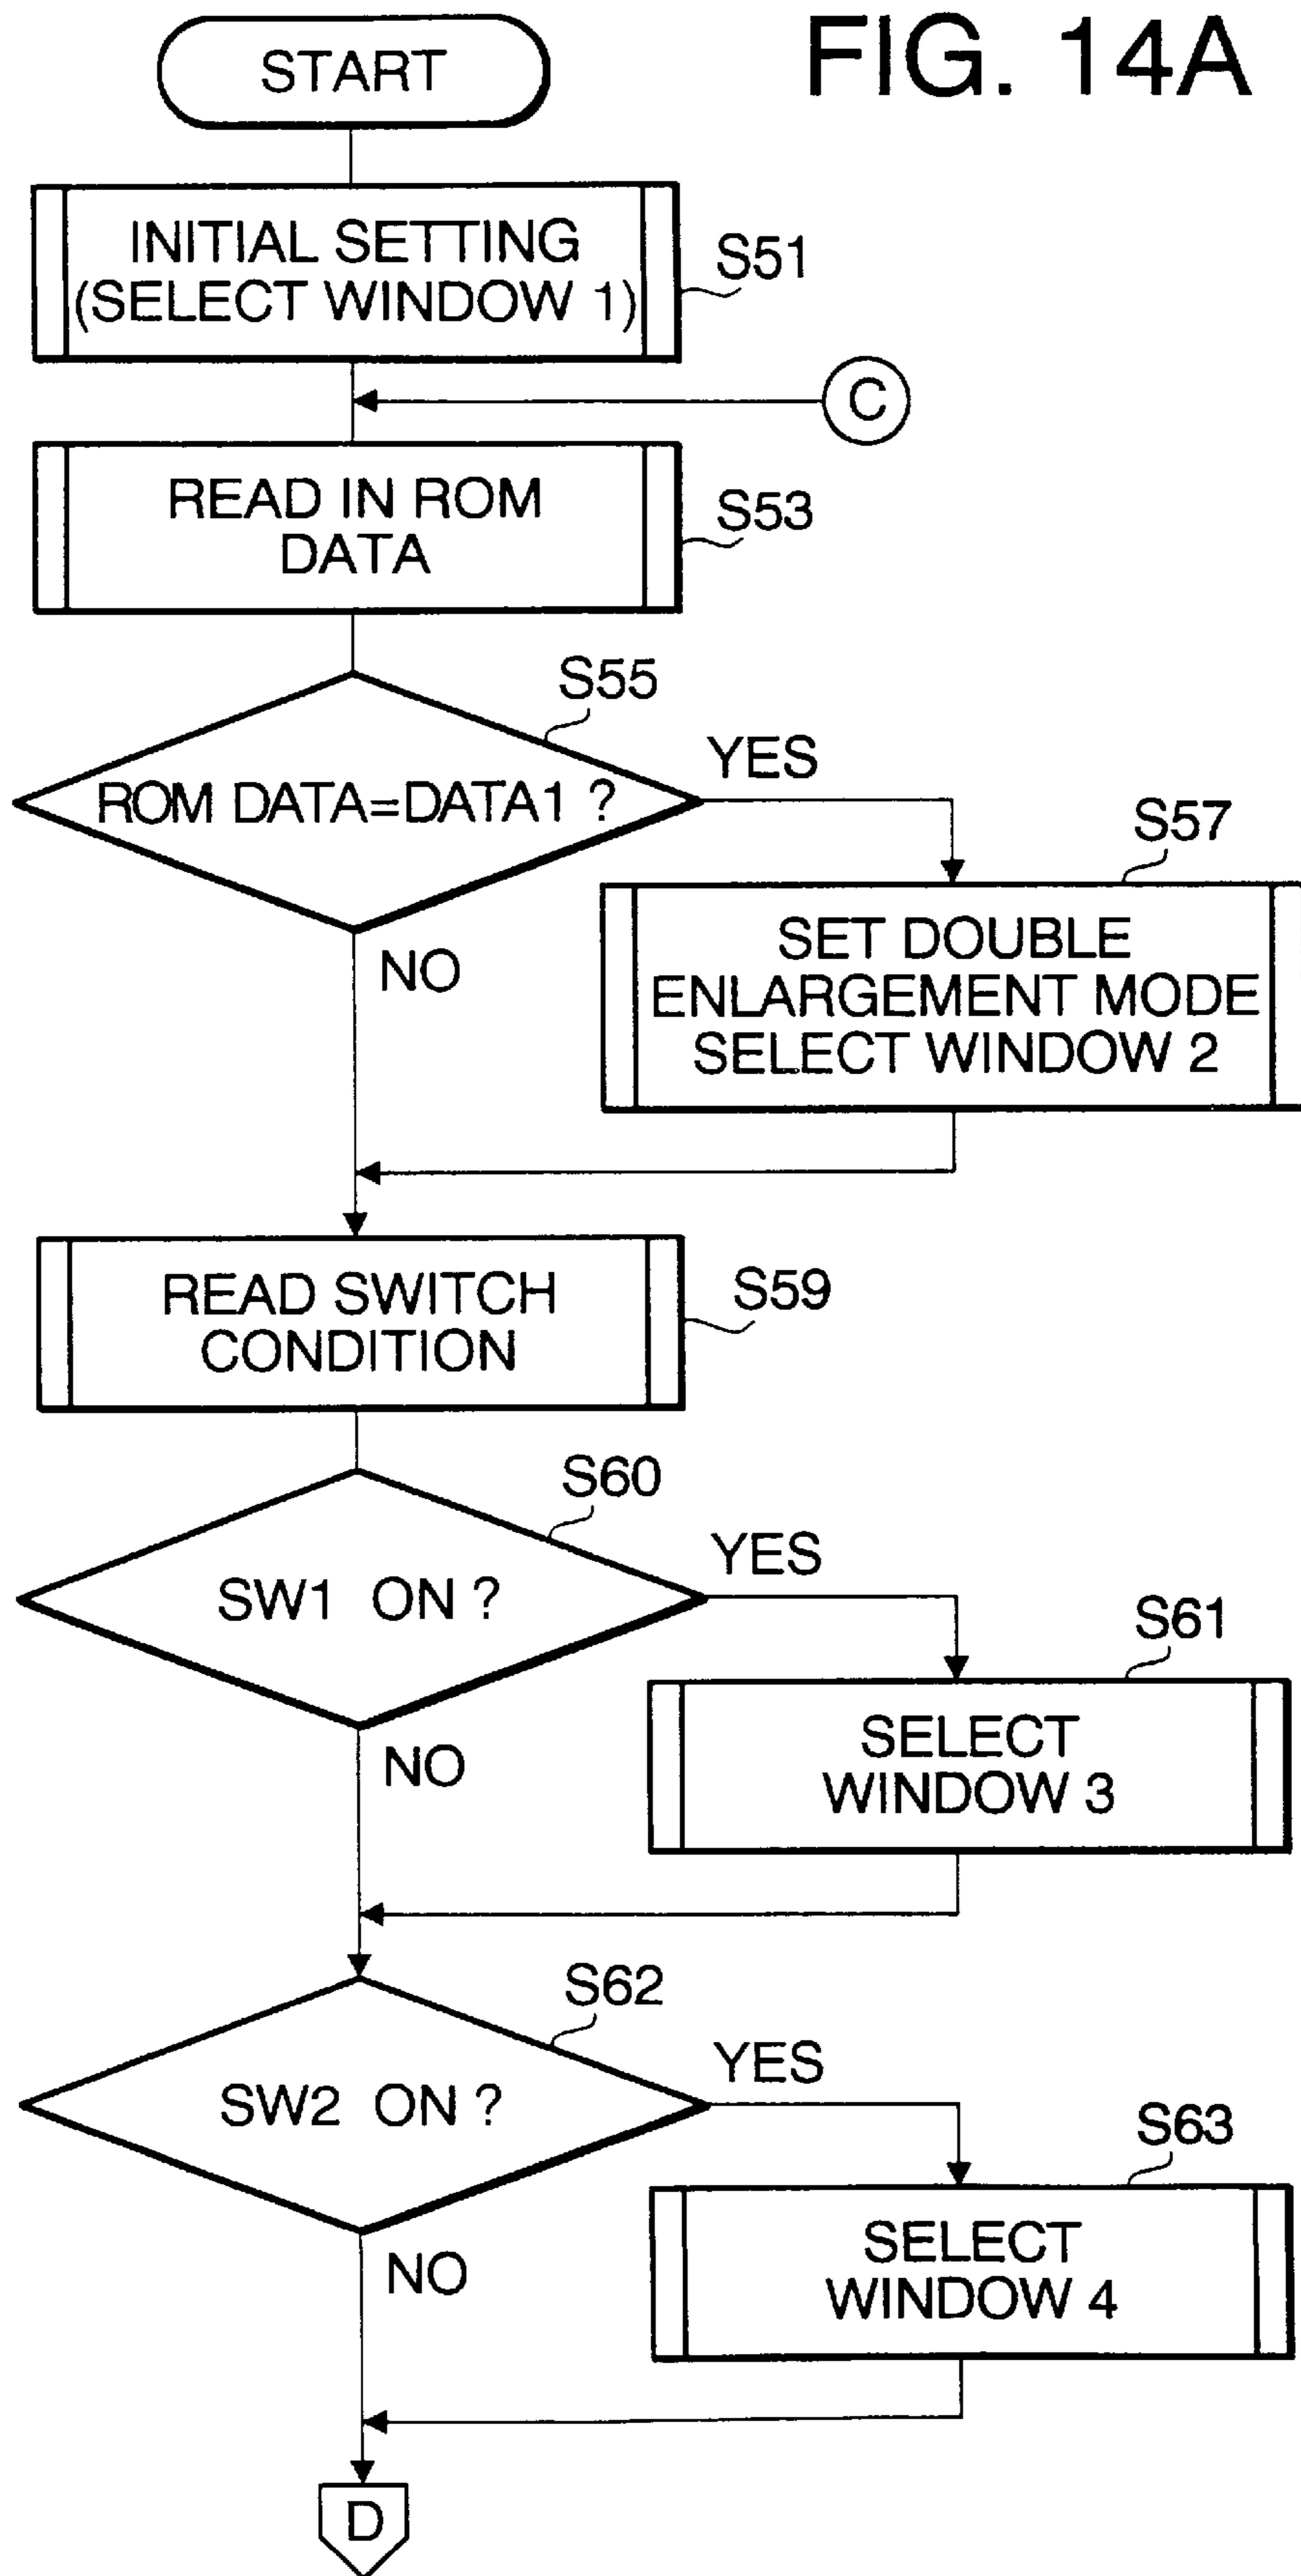 FIG. 14A
START
INITIAL SETTING
(SELECT WINDOW 1)
S51
C
READ IN ROM
DATA
S53
S55
ROM DATA=DATA1 ?
YES
NO
S57
SET DOUBLE
ENLARGEMENT MODE
SELECT WINDOW 2
READ SWITCH
CONDITION
S59
S60
SW1 ON ?
YES
NO
S61
SELECT
WINDOW 3
S62
SW2 ON ?
YES
NO
S63
SELECT
WINDOW 4
D